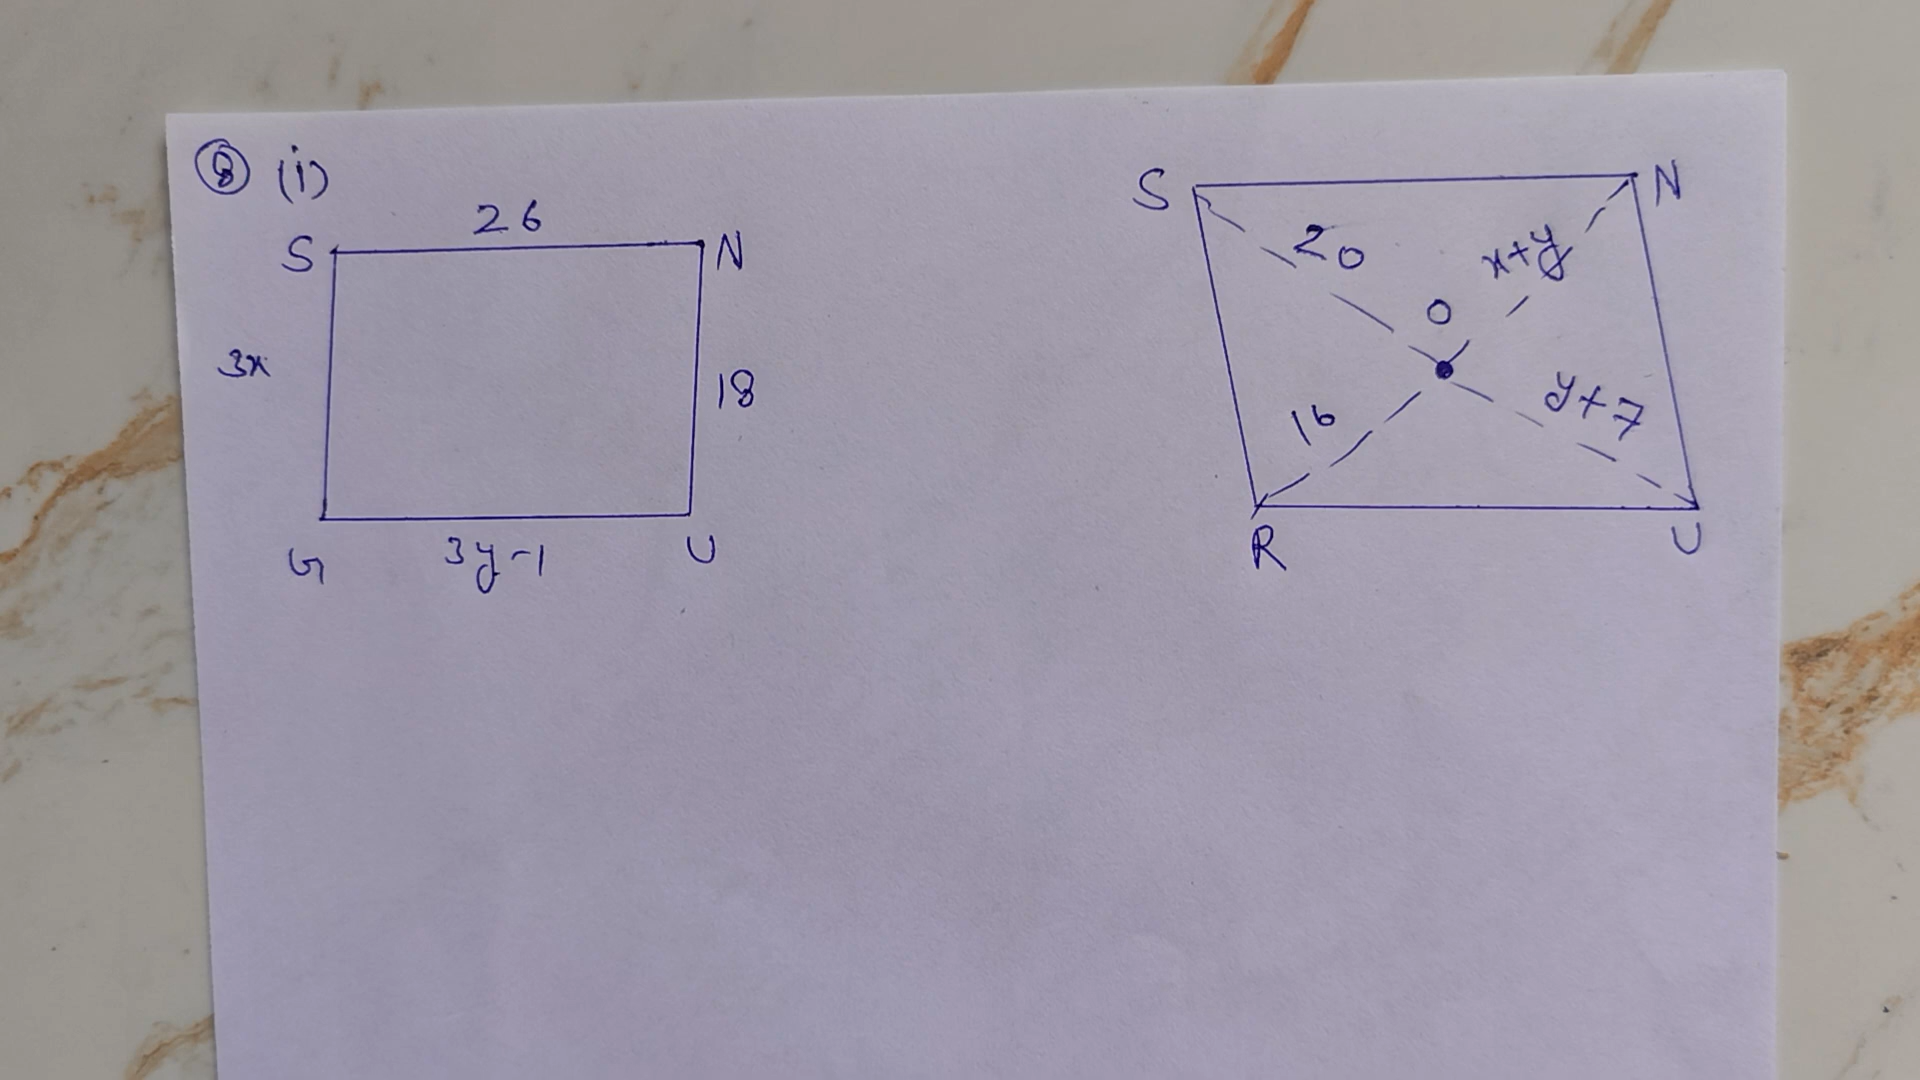 ⑧ (i)
26
S N
3x
18
G 3y-1 U
S N
20 x+y
O
16 y+7
R U